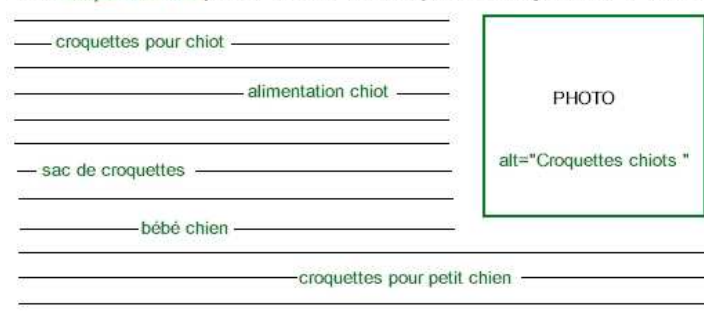 croquettes pour chiot
alimentation chiot
PHOTO
alt="Croquettes chiots "
sac de croquettes
bébé chien
croquettes pour petit chien